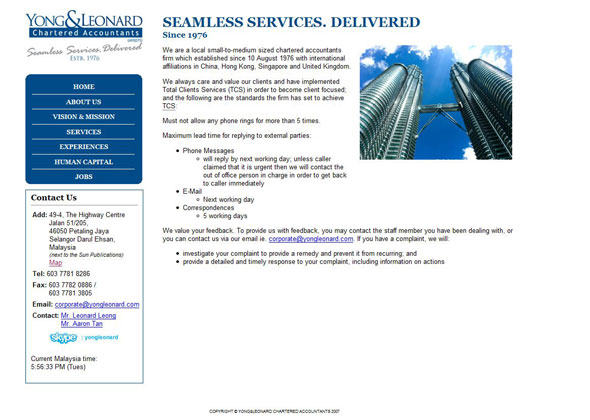 YONG&LEONARD
Chartered Accountants
Seamless Services, Delivered
ESTB. 1976
HOME
ABOUT US
VISION & MISSION
SERVICES
EXPERIENCES
HUMAN CAPITAL
JOBS
Contact Us
Add: 49-4, The Highway Centre
Jalan 51/205,
46050 Petaling Jaya
Selangor Darul Ehsan,
Malaysia
(next to the Sun Publications)
Map
Tel: 603 7781 8286
Fax: 603 7782 0886 /
603 7781 3805
Email: corporate@yongleonard.com
Contact: Mr. Leonard Leong
Mr. Aaron Tan
skype : yongleonard
Current Malaysia time:
5:56:33 PM (Tues)
SEAMLESS SERVICES. DELIVERED
Since 1976
We are a local small-to-medium sized chartered accountants
firm which established since 10 August 1976 with international
affiliations in China, Hong Kong, Singapore and United Kingdom.
We always care and value our clients and have implemented
Total Clients Services (TCS) in order to become client focused;
and the following are the standards the firm has set to achieve
TCS:
Must not allow any phone rings for more than 5 times.
Maximum lead time for replying to external parties:
• Phone Messages
o will reply by next working day; unless caller
claimed that it is urgent then we will contact the
out of office person in charge in order to get back
to caller immediately
• E-Mail
o Next working day
• Correspondences
o 5 working days
We value your feedback. To provide us with feedback, you may contact the staff member you have been dealing with, or
you can contact us via our email ie. corporate@yongleonard.com. If you have a complaint, we will:
• investigate your complaint to provide a remedy and prevent it from recurring; and
• provide a detailed and timely response to your complaint, including information on actions
COPYRIGHT © YONG&LEONARD CHARTERED ACCOUNTANTS 2007